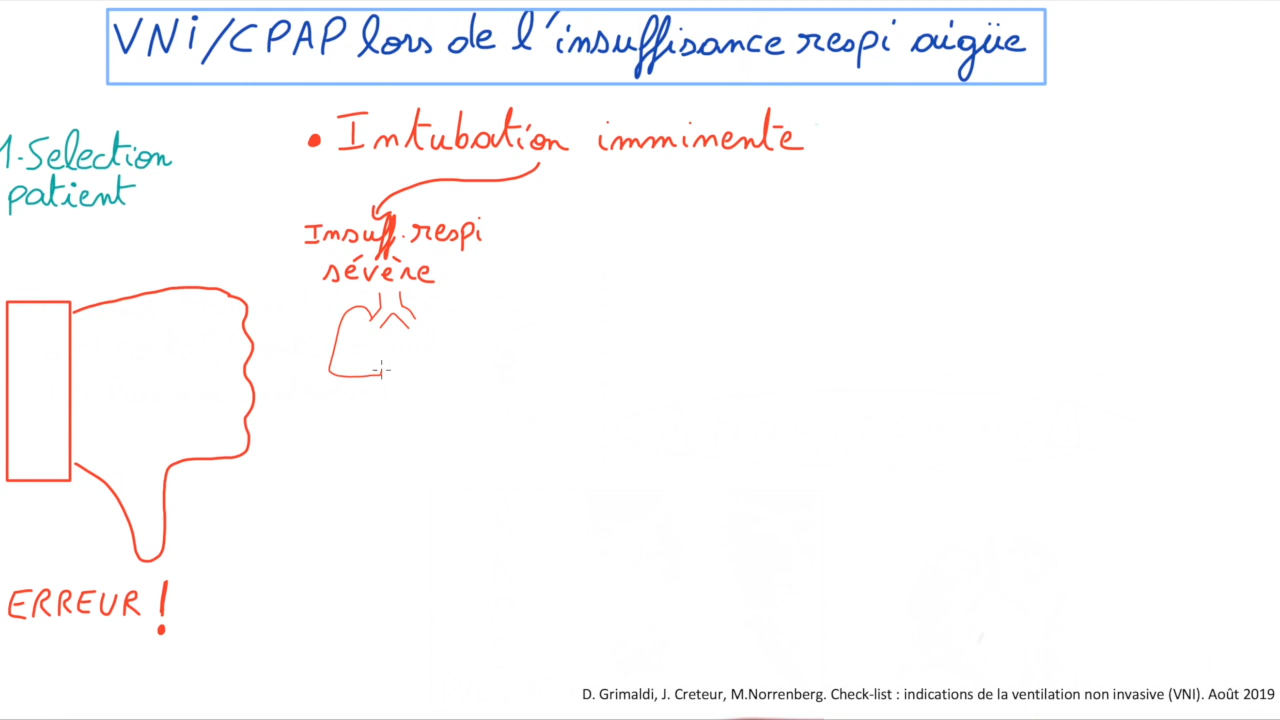 VNi/CPAP lors de l'insuffisance respi aigüe
1-Selection
patient
• Intubation imminente
Insuff. respi
sévère
ERREUR !
D. Grimaldi, J. Creteur, M.Norrenberg. Check-list : indications de la ventilation non invasive (VNI). Août 2019